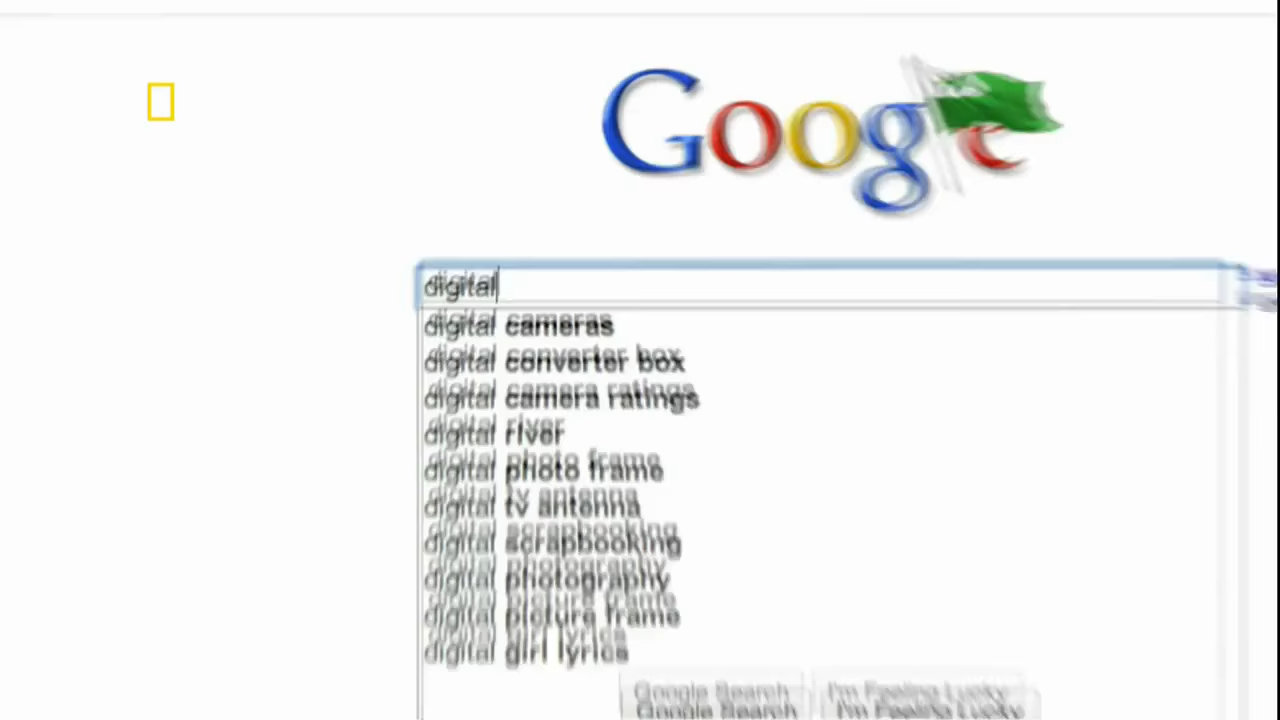 Google
digital
digital cameras
digital converter box
digital camera ratings
digital river
digital photo frame
digital tv antenna
digital scrapbooking
digital photography
digital picture frame
digital girl lyrics
Google Search I'm Feeling Lucky